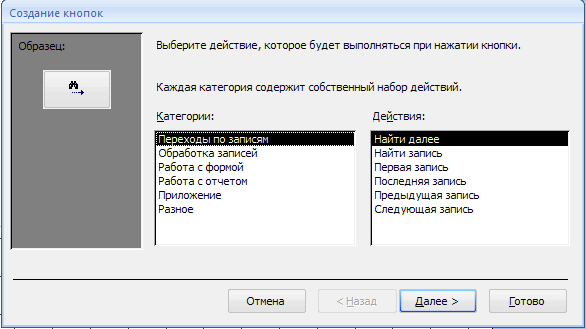 Создание кнопок
Образец:
Выберите действие, которое будет выполняться при нажатии кнопки.
Каждая категория содержит собственный набор действий.
Категории:
Переходы по записям
Обработка записей
Работа с формой
Работа с отчетом
Приложение
Разное
Действия:
Найти далее
Найти запись
Первая запись
Последняя запись
Предыдущая запись
Следующая запись
Отмена
< Назад
Далее >
Готово